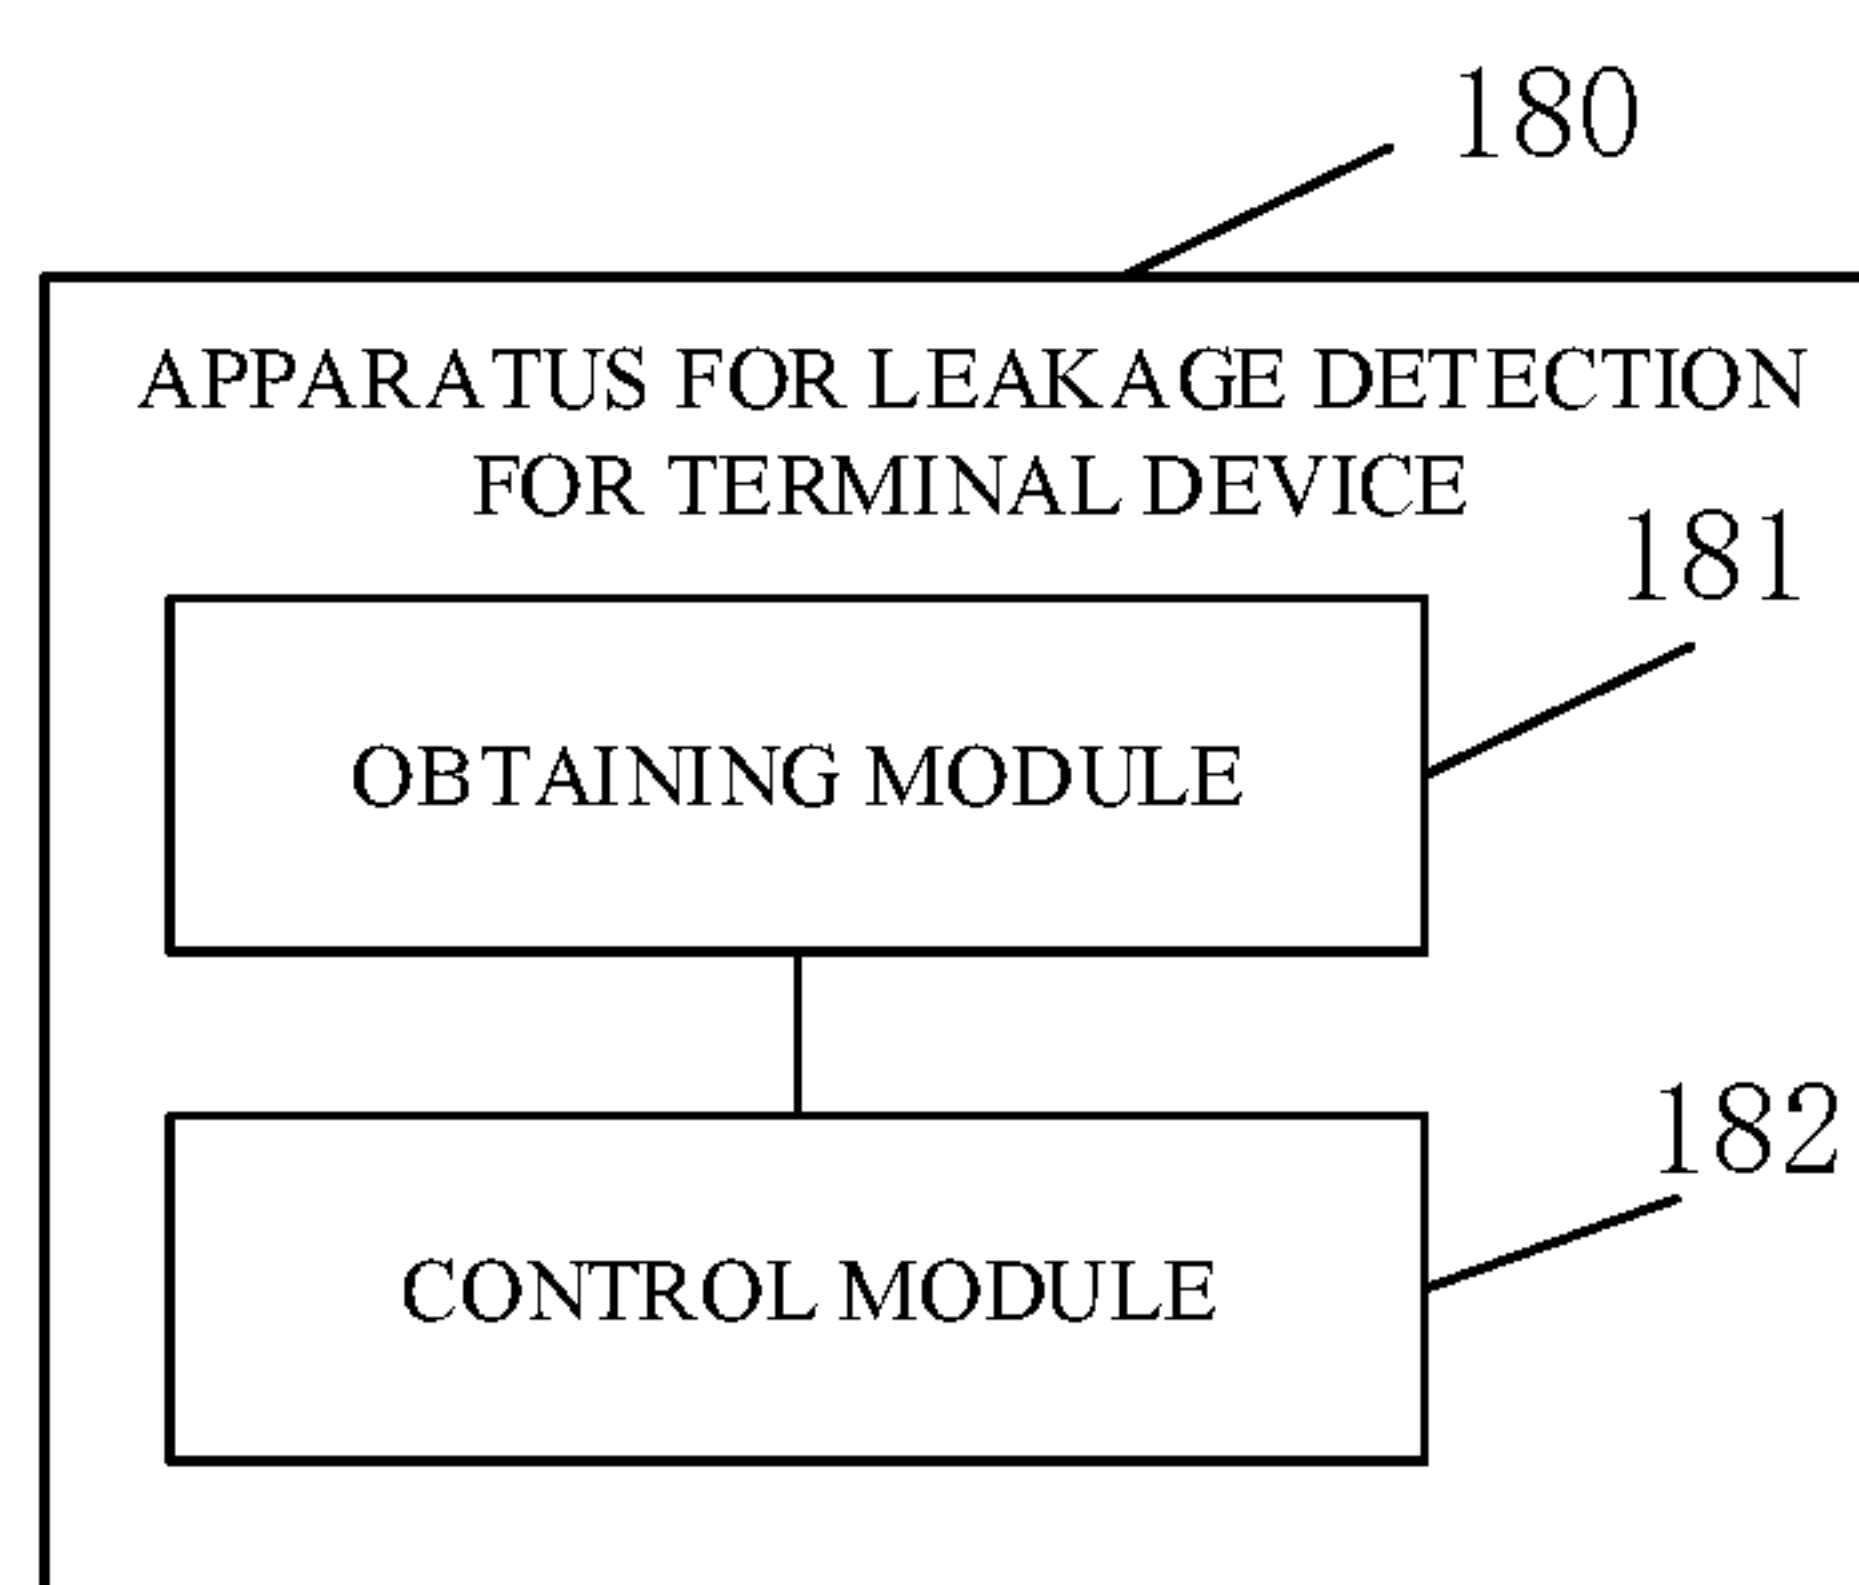 180
APPARATUS FOR LEAKAGE DETECTION
FOR TERMINAL DEVICE
181
OBTAINING MODULE
182
CONTROL MODULE